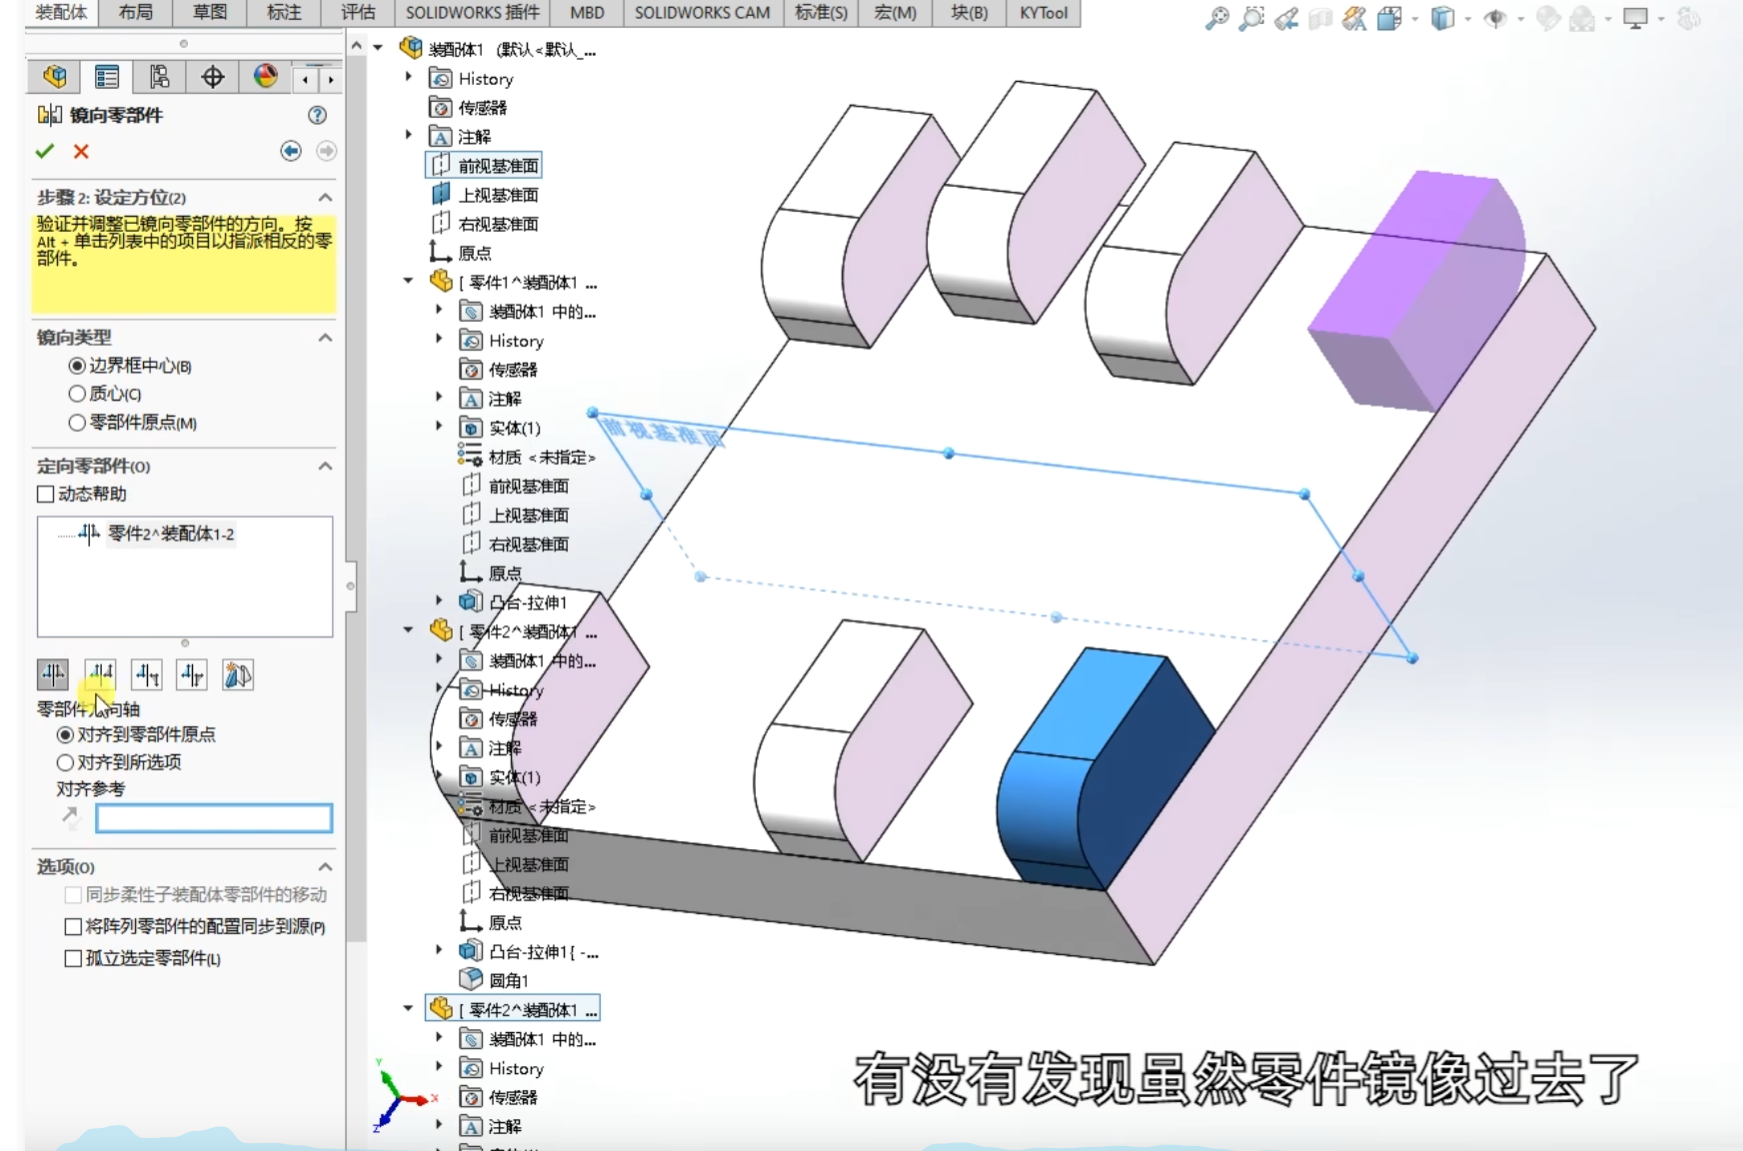 装配体 布局 草图 标注 评估 SOLIDWORKS 插件 MBD SOLIDWORKS CAM 标准(S) 宏(M) 块(B) KYTool
镜向零部件
步骤 2: 设定方位(2)
验证并调整已镜向零部件的方向。按
Alt + 单击列表中的项目以指派相反的零
部件。
镜向类型
边界框中心(B)
质心(C)
零部件原点(M)
定向零部件(O)
动态帮助
零件2^装配体1-2
对齐到零部件原点
对齐到所选项
对齐参考
选项(O)
同步柔性子装配体零部件的移动
将阵列零部件的配置同步到源(P)
孤立选定零部件(L)
装配体1 (默认<默认_...
History
传感器
注解
前视基准面
上视基准面
右视基准面
原点
[ 零件1^装配体1 ...
装配体1 中的...
History
传感器
注解
实体(1)
材质 <未指定>
前视基准面
上视基准面
右视基准面
原点
凸台-拉伸1
[ 零件2^装配体1 ...
装配体1 中的...
History
传感器
注解
实体(1)
材质 <未指定>
前视基准面
上视基准面
右视基准面
原点
凸台-拉伸1{ -...
圆角1
[ 零件2^装配体1 ...
装配体1 中的...
History
传感器
注解
前视基准面
Y
X
Z
有没有发现虽然零件镜像过去了